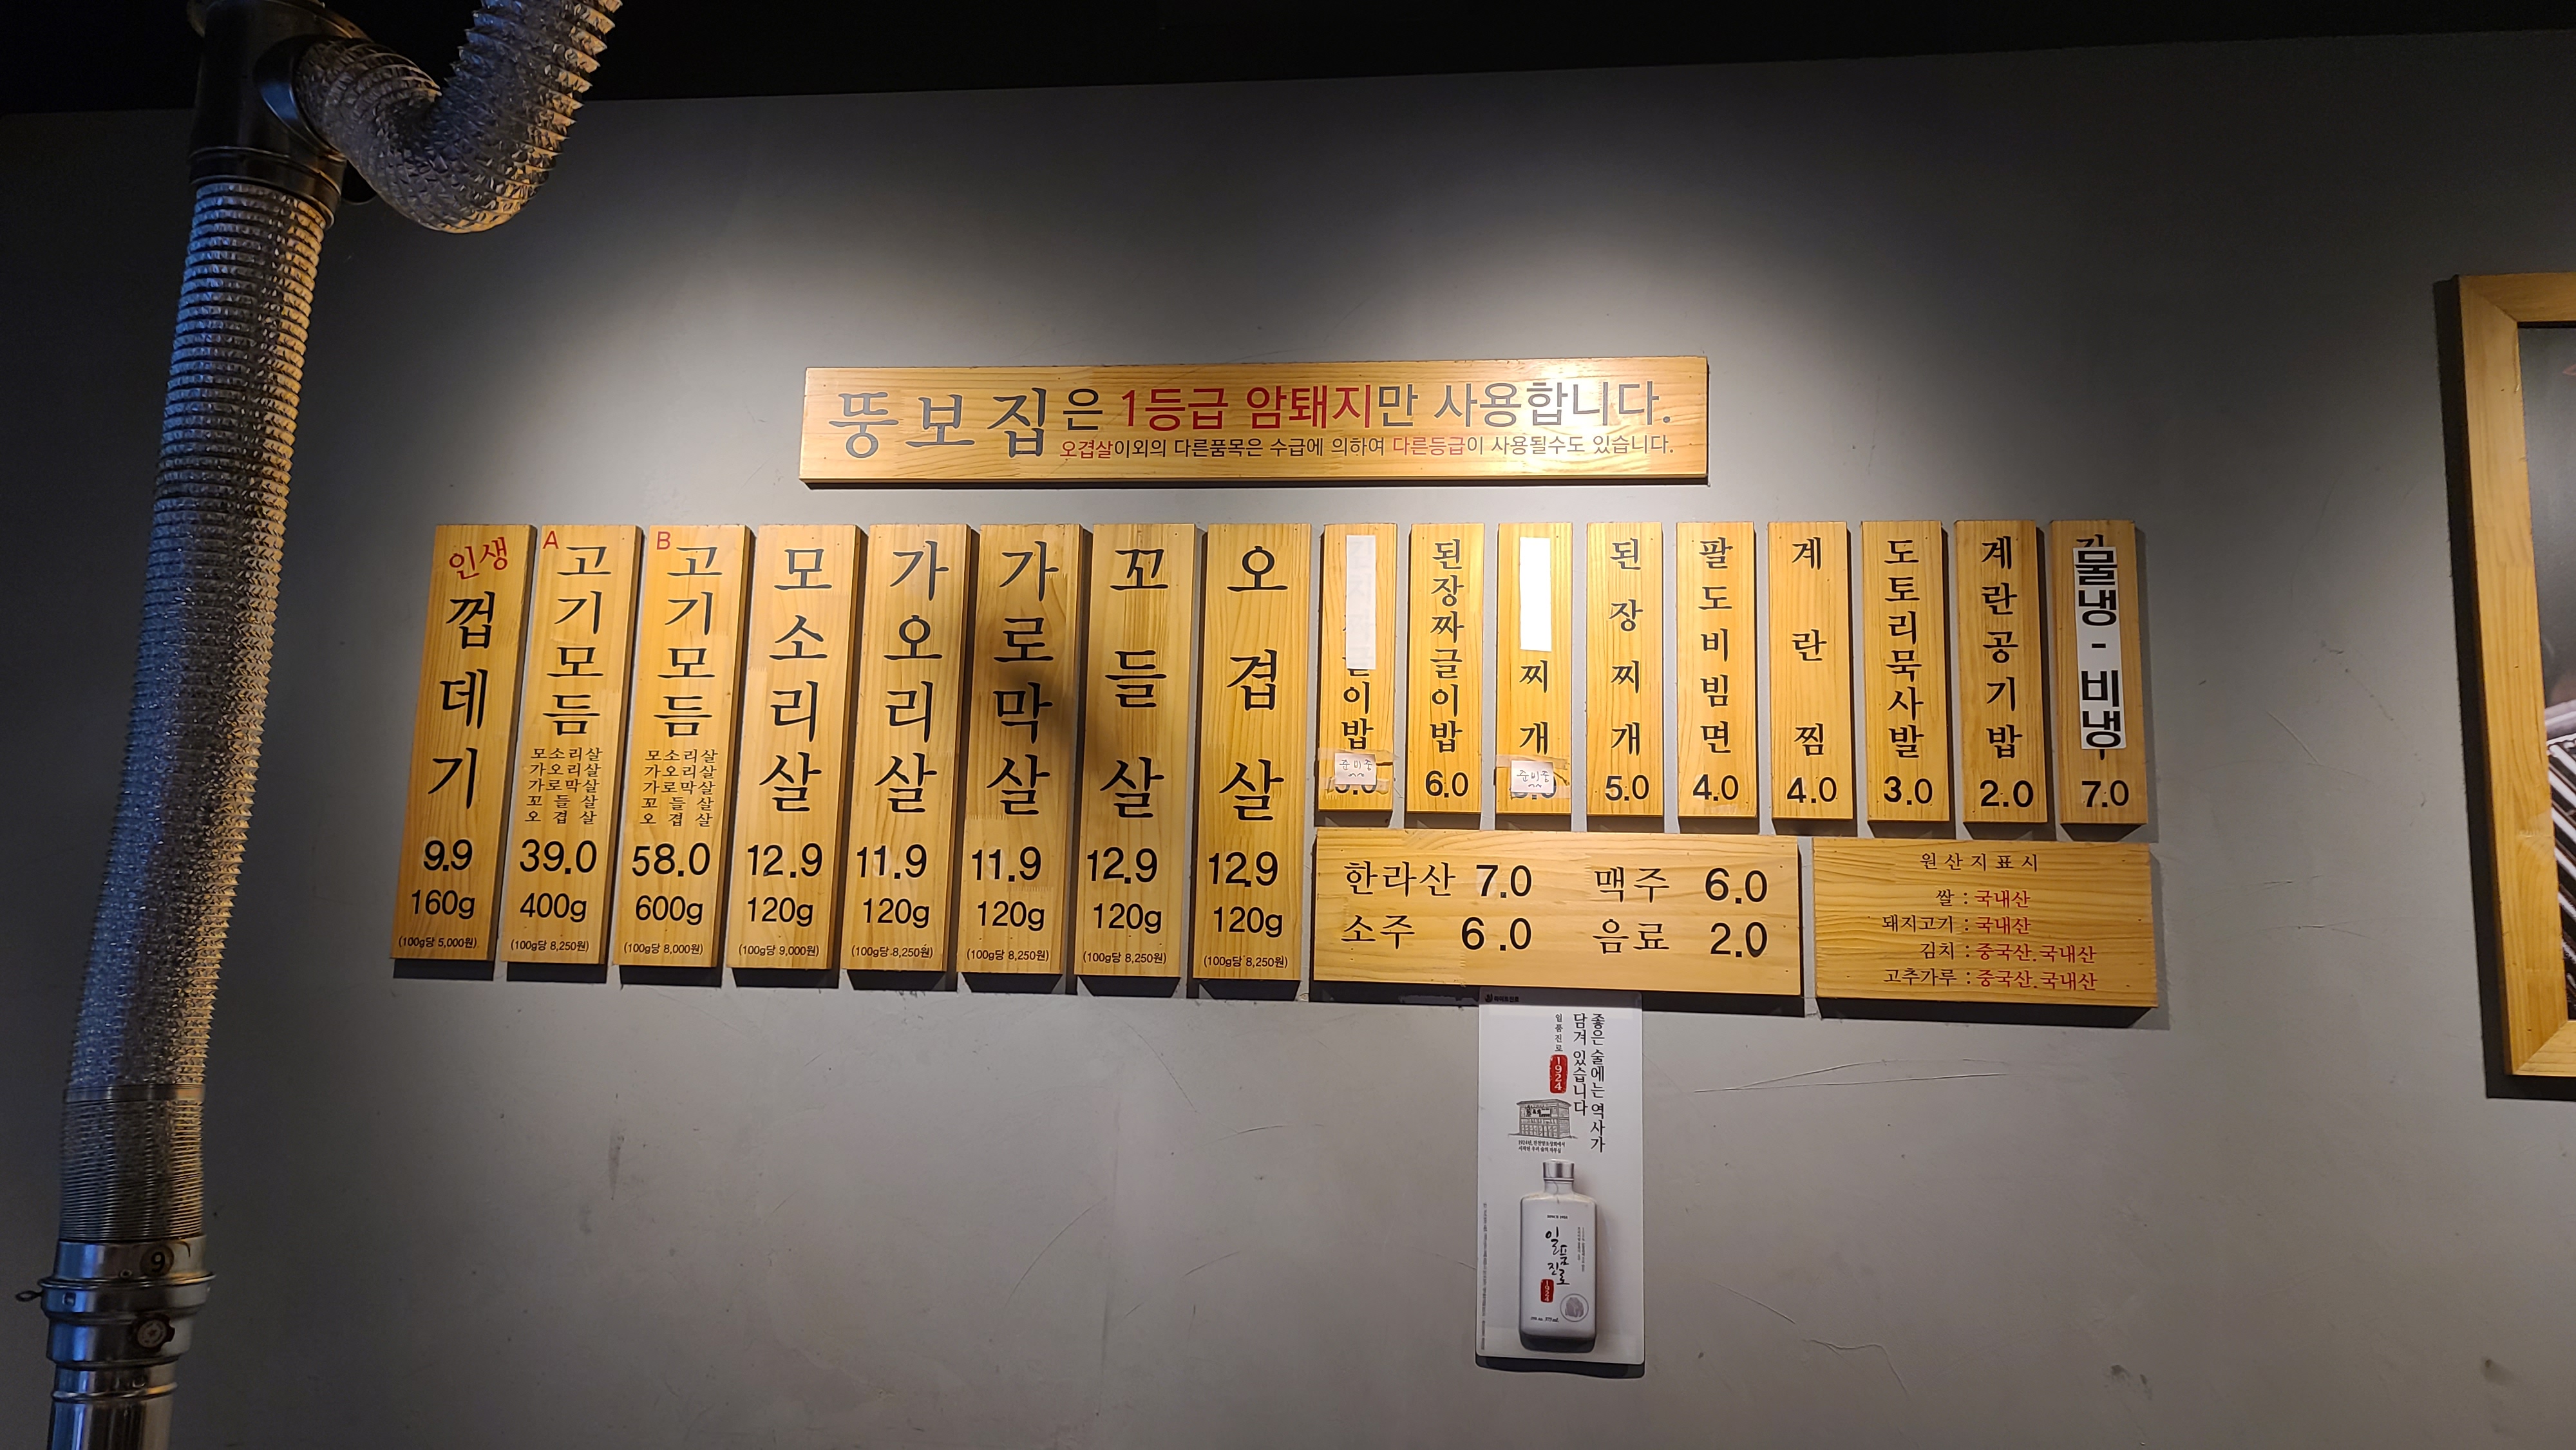 뚱보집은 1등급 암퇘지만 사용합니다.
오겹살이외의 다른품목은 수급에 의하여 다른등급이 사용될수도 있습니다.
인생
껍데기
9.9
160g
(100g당 5,000원)
A
고기모듬
모소리살
가오리살
가로막살
꼬들살
오겹살
39.0
400g
(100g당 8,250원)
B
고기모듬
모소리살
가오리살
가로막살
꼬들살
오겹살
58.0
600g
(100g당 8,000원)
모소리살
12.9
120g
(100g당 9,000원)
가오리살
11.9
120g
(100g당 8,250원)
가로막살
11.9
120g
(100g당 8,250원)
꼬들살
12.9
120g
(100g당 8,250원)
오겹살
12.9
120g
(100g당 8,250원)
이밥
준비중
된장짜글이밥
6.0
찌개
준비중
된장찌개
5.0
팔도비빔면
4.0
계란찜
4.0
도토리묵사발
3.0
계란공기밥
2.0
물냉-비냉
7.0
한라산 7.0 맥주 6.0
소주 6.0 음료 2.0
원산지표시
쌀 : 국내산
돼지고기 : 국내산
김치 : 중국산.국내산
고추가루 : 중국산.국내산
좋은 술에는 역사가
담겨 있습니다
일품진로
1924
일품
진로
1924
9